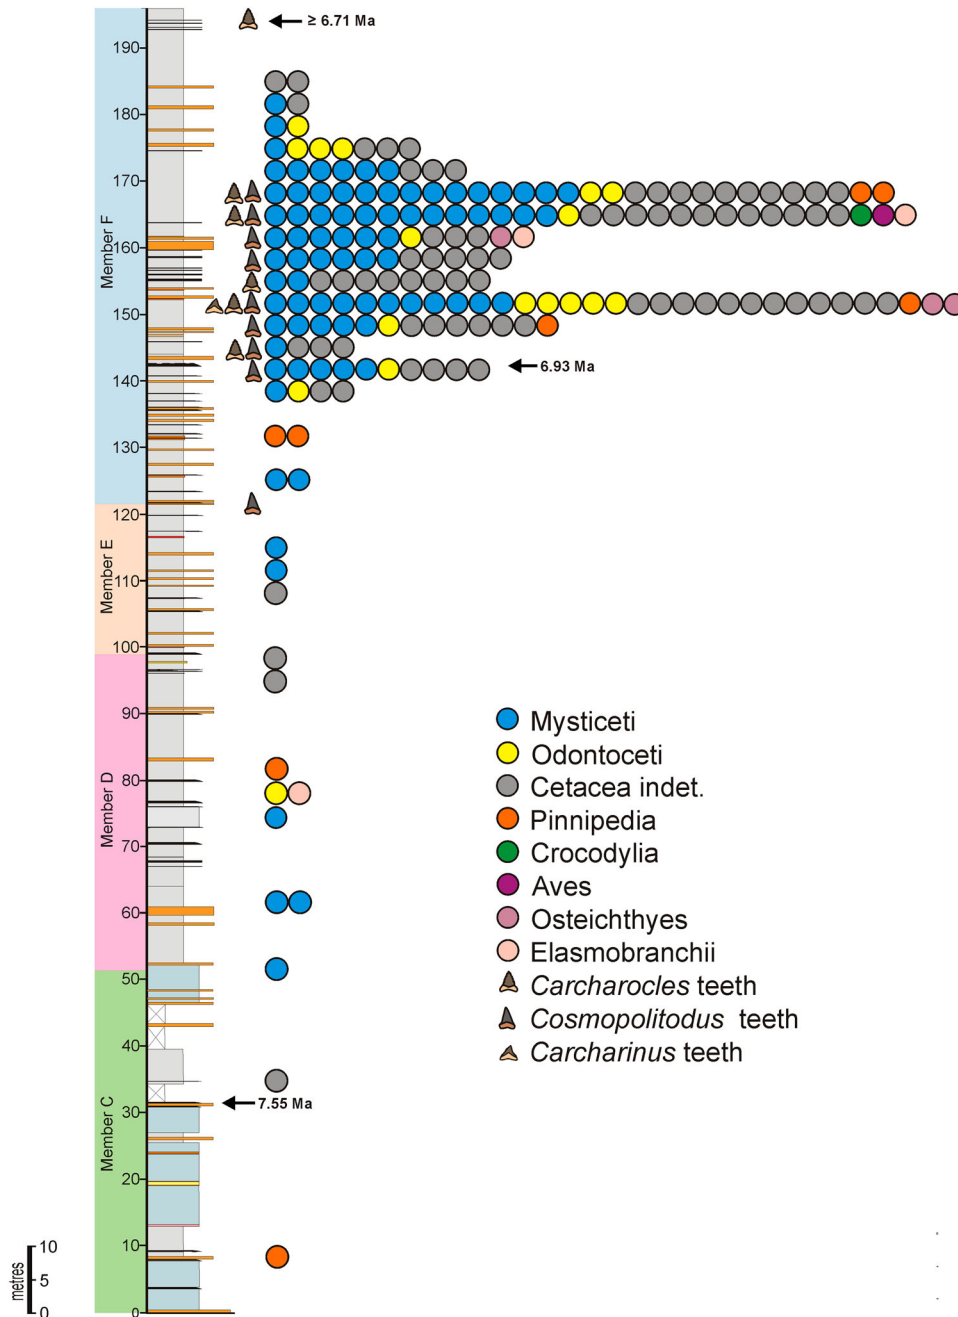 ≥ 6.71 Ma
190
180
170
Member F
160
150
6.93 Ma
140
130
120
Member E
110
100
90
Member D
80
70
60
50
40
7.55 Ma
30
Member C
20
10
0
Mysticeti
Odontoceti
Cetacea indet.
Pinnipedia
Crocodylia
Aves
Osteichthyes
Elasmobranchii
Carcharocles teeth
Cosmopolitodus teeth
Carcharinus teeth
metres
10
5
0